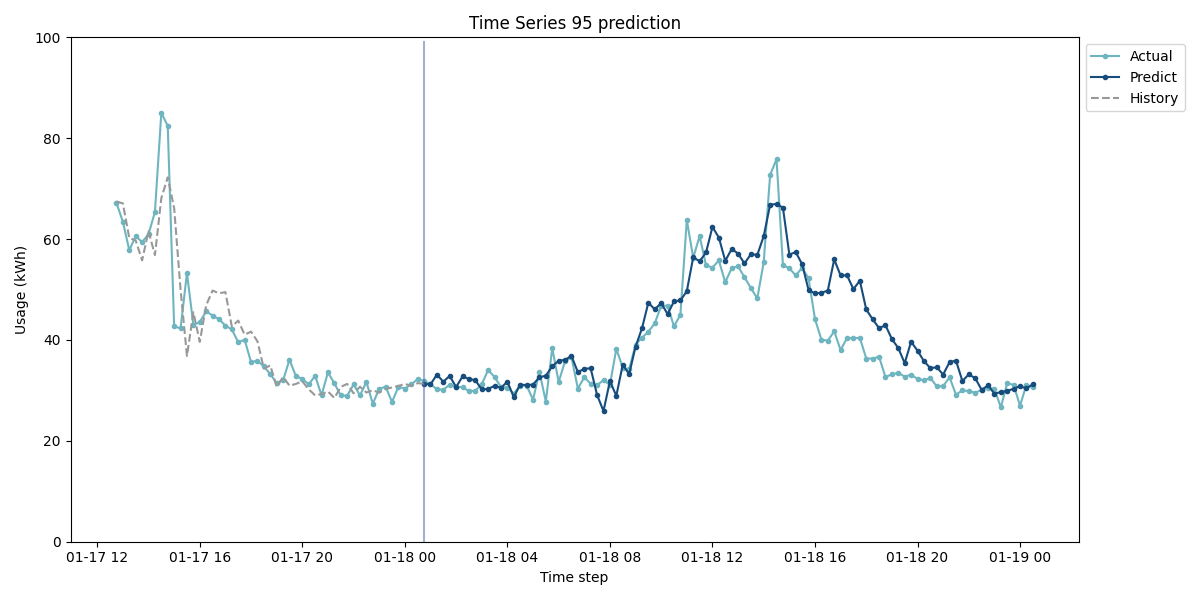 Time Series 95 prediction
100
80
60
40
20
0
Usage (kWh)
01-17 12 01-17 16 01-17 20 01-18 00 01-18 04 01-18 08 01-18 12 01-18 16 01-18 20 01-19 00
Time step
Actual
Predict
History